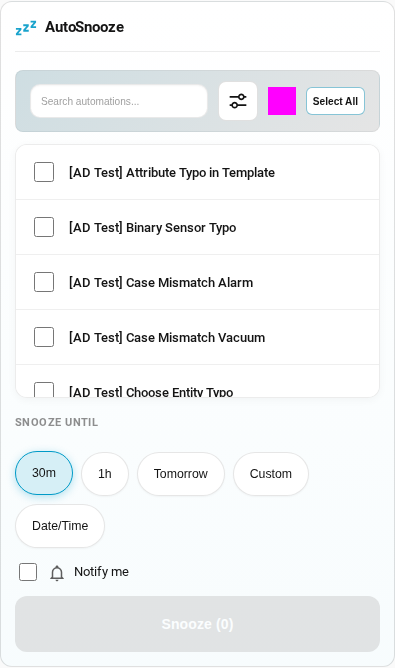 zzz AutoSnooze
Search automations... Select All
[AD Test] Attribute Typo in Template
[AD Test] Binary Sensor Typo
[AD Test] Case Mismatch Alarm
[AD Test] Case Mismatch Vacuum
[AD Test] Choose Entity Typo
SNOOZE UNTIL
30m 1h Tomorrow Custom
Date/Time
Notify me
Snooze (0)